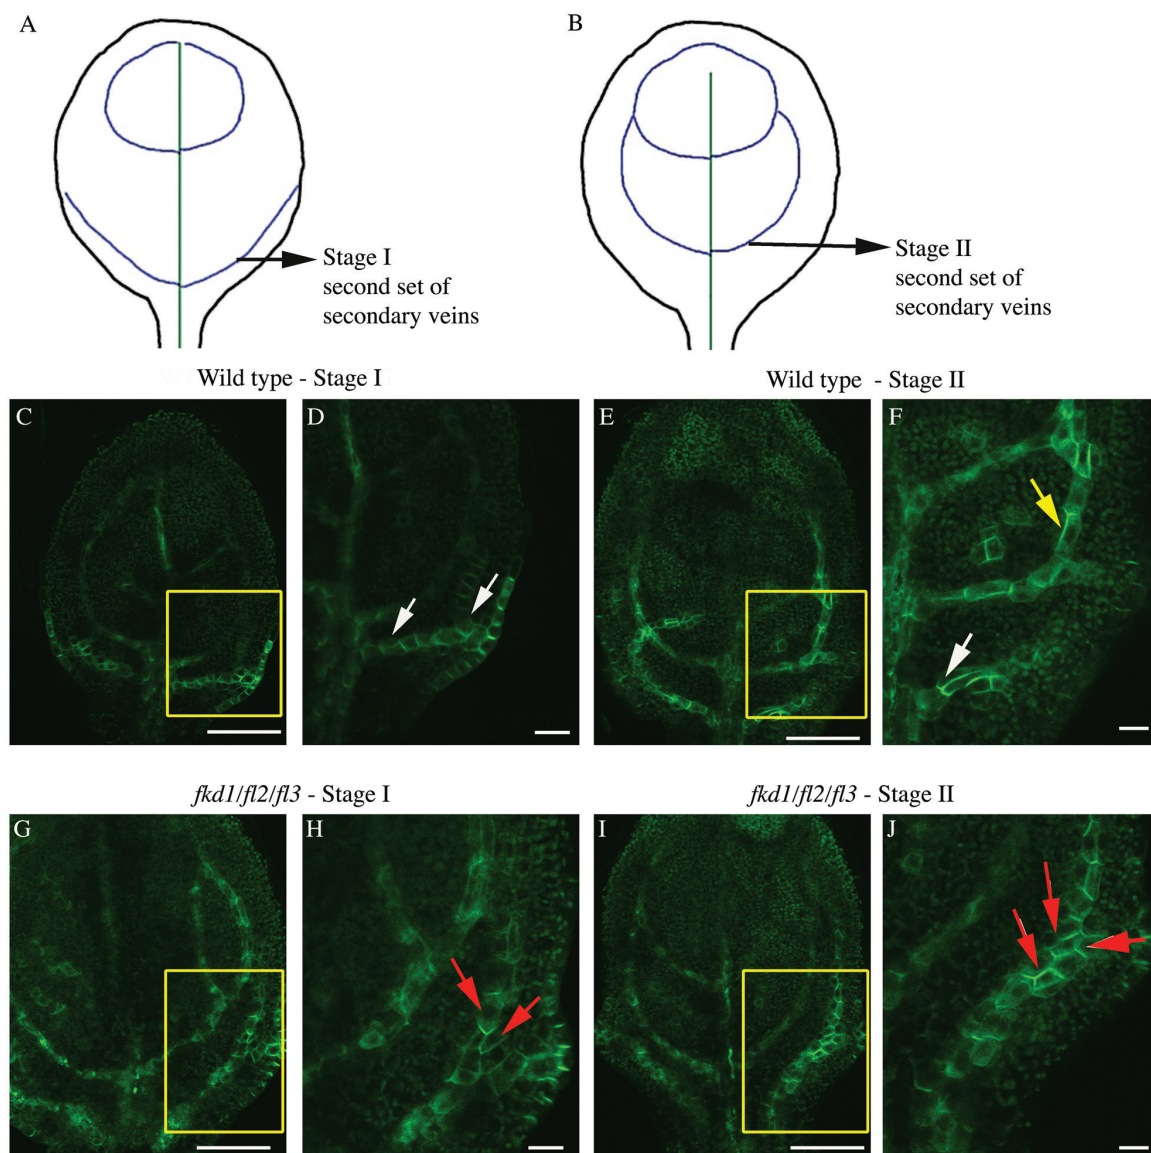 A
B
Stage I
second set of
secondary veins
Stage II
second set of
secondary veins
Wild type - Stage I
Wild type - Stage II
C
D
E
F
fkd1/fl2/fl3 - Stage I
fkd1/fl2/fl3 - Stage II
G
H
I
J